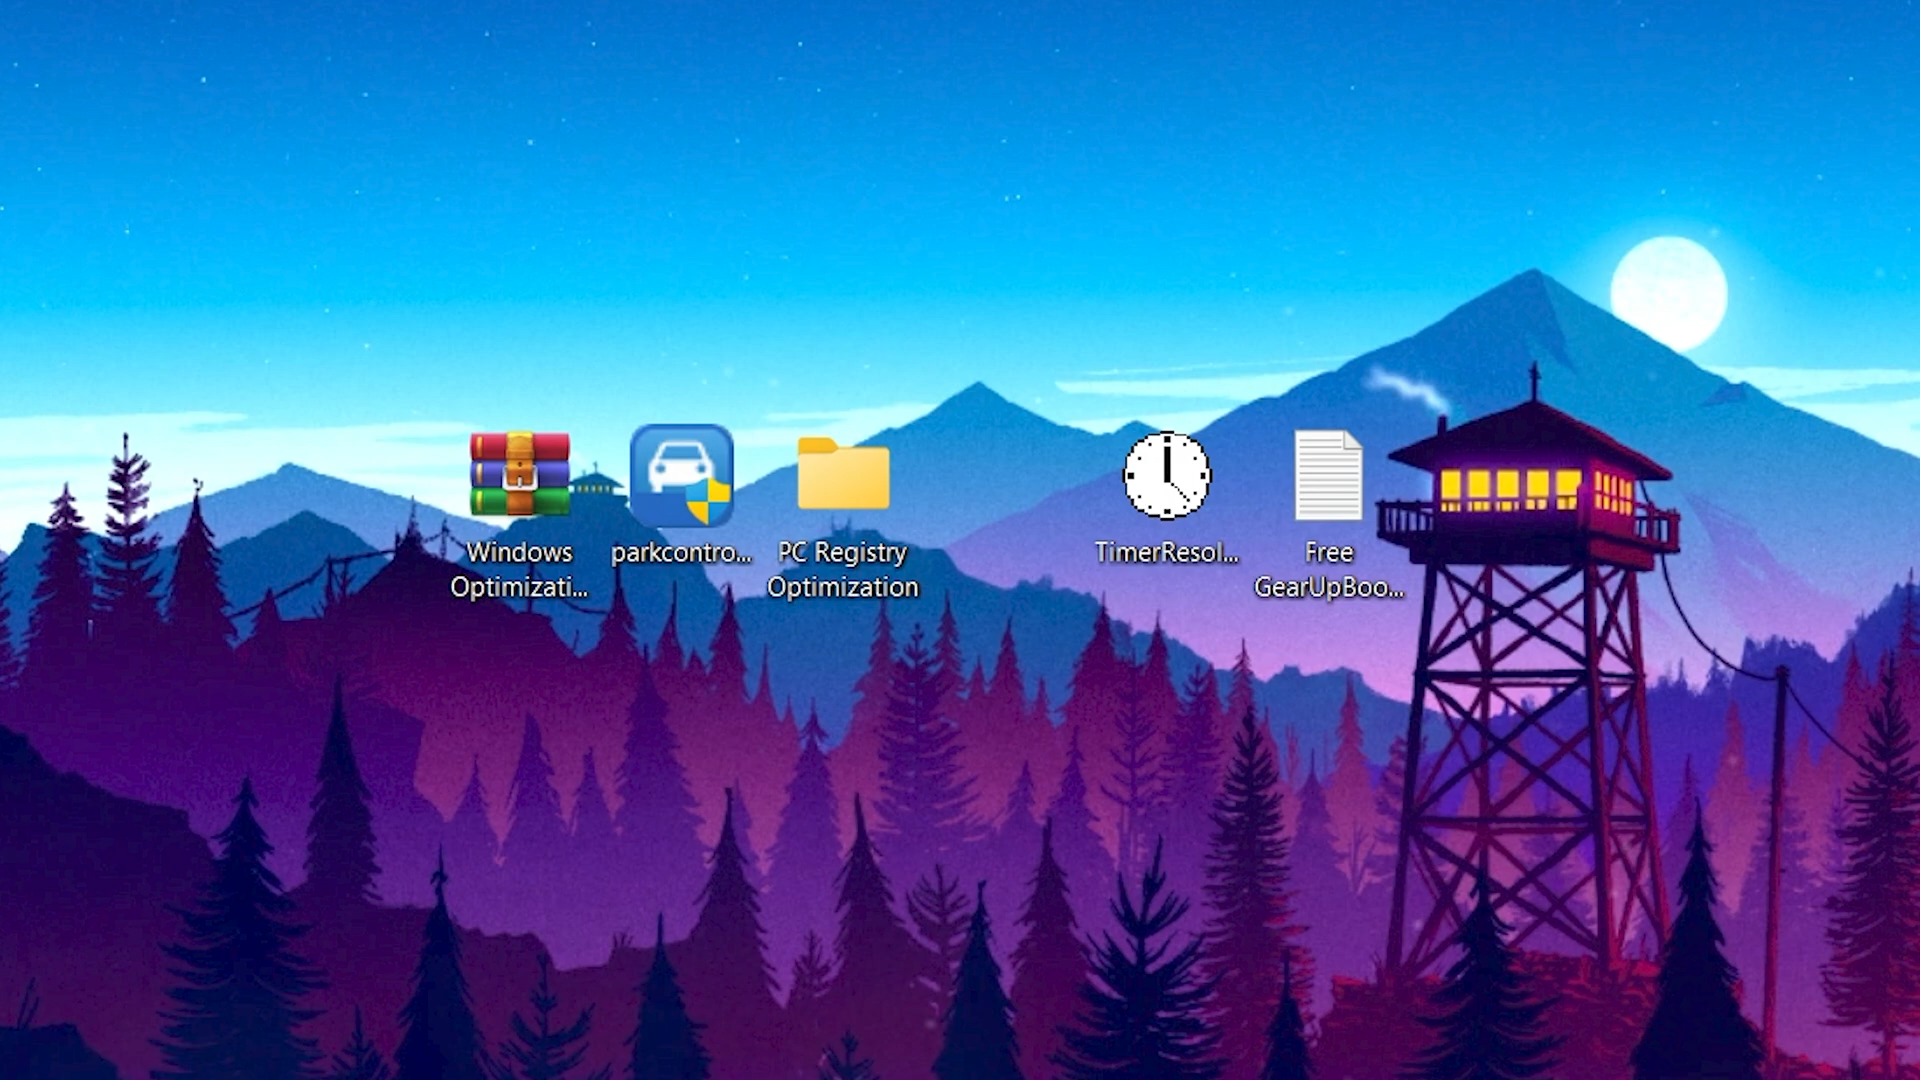 Windows
Optimizati...
parkcontro...
PC Registry
Optimization
TimerResol...
Free
GearUpBoo...